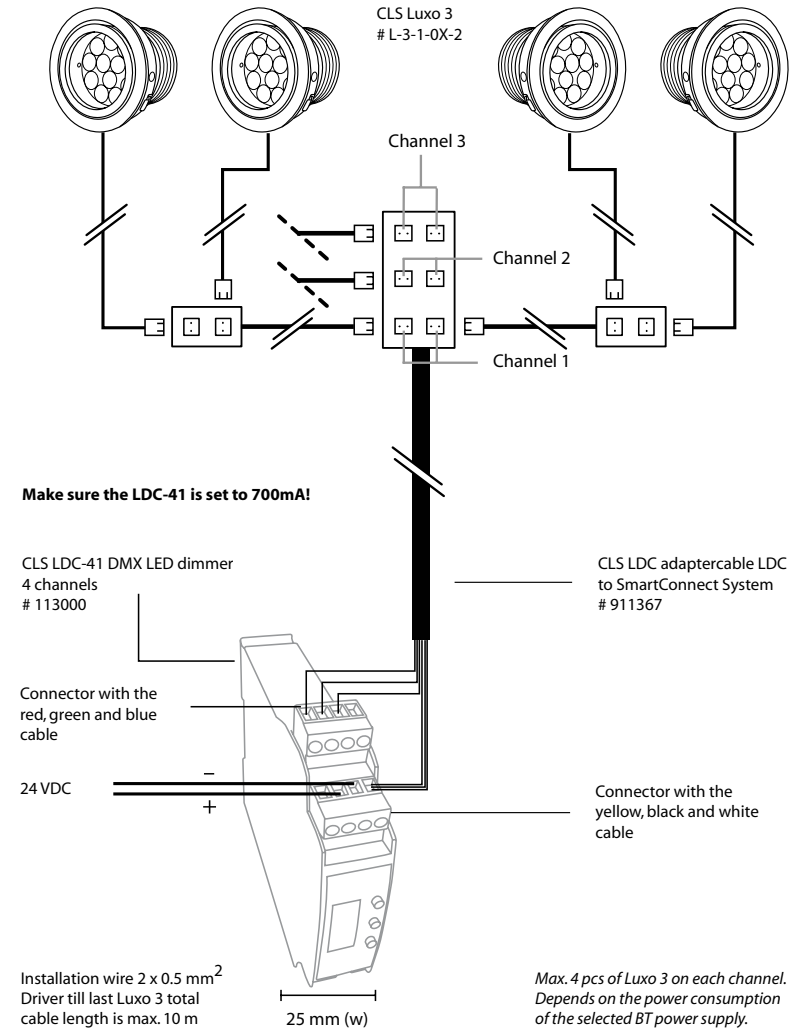 CLS Luxo 3
# L-3-1-0X-2
Channel 3
Channel 2
Channel 1
Make sure the LDC-41 is set to 700mA!
CLS LDC-41 DMX LED dimmer
4 channels
# 113000
CLS LDC adaptercable LDC
to SmartConnect System
# 911367
Connector with the
red, green and blue
cable
24 VDC
–
+
Connector with the
yellow, black and white
cable
Installation wire 2 x 0.5 mm²
Driver till last Luxo 3 total
cable length is max. 10 m
25 mm (w)
Max. 4 pcs of Luxo 3 on each channel.
Depends on the power consumption
of the selected BT power supply.